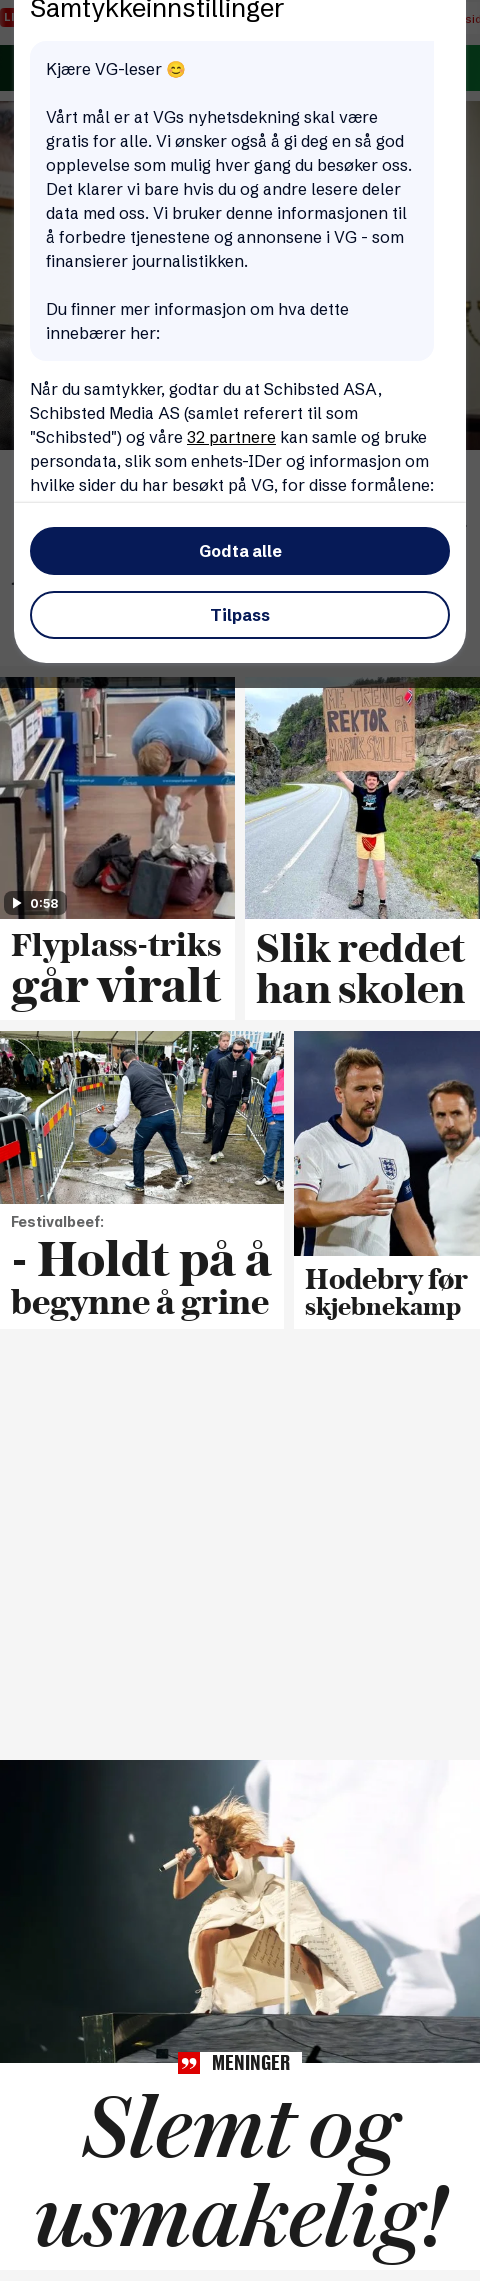 Samtykkeinnstillinger
Kjære VG-leser 😊
Vårt mål er at VGs nyhetsdekning skal være
gratis for alle. Vi ønsker også å gi deg en så god
opplevelse som mulig hver gang du besøker oss.
Det klarer vi bare hvis du og andre lesere deler
data med oss. Vi bruker denne informasjonen til
å forbedre tjenestene og annonsene i VG - som
finansierer journalistikken.
Du finner mer informasjon om hva dette
innebærer her:
Når du samtykker, godtar du at Schibsted ASA,
Schibsted Media AS (samlet referert til som
"Schibsted") og våre 32 partnere kan samle og bruke
persondata, slik som enhets-IDer og informasjon om
hvilke sider du har besøkt på VG, for disse formålene:
Godta alle
Tilpass
REKTOR PÅ
0:58
Flyplass-triks
går viralt
Slik reddet
han skolen
Festivalbeef:
- Holdt på å
begynne å grine
Hodebry før
skjebnekamp
MENINGER
Slemt og
usmakelig!